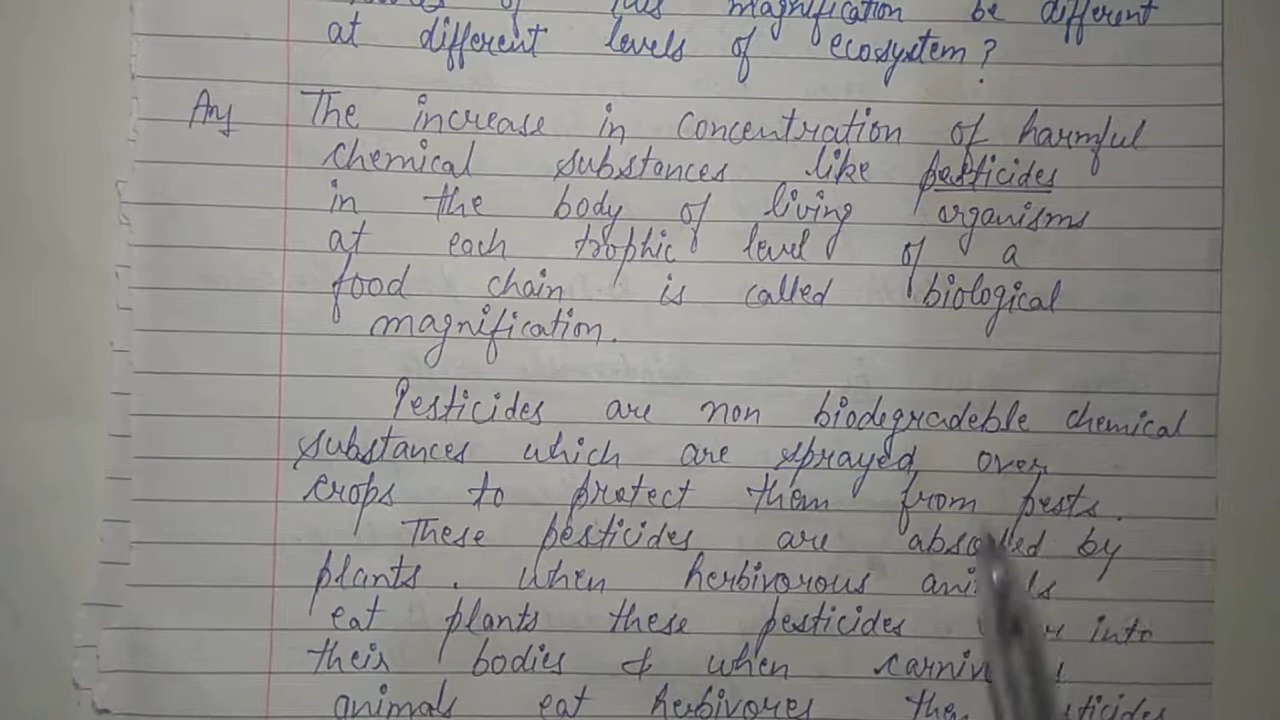 of this magnification be different
at different levels of ecosystem?
Ans The increase in concentration of harmful
chemical substances like pesticides
in the body of living organisms
at each trophic level of a
food chain is called biological
magnification.
Pesticides are non biodegradeble chemical
substances which are sprayed over
crops to protect them from pests.
These pesticides are by
plants. when herbivorous
eat plants these pesticides into
their bodies & when
animals eat herbivores